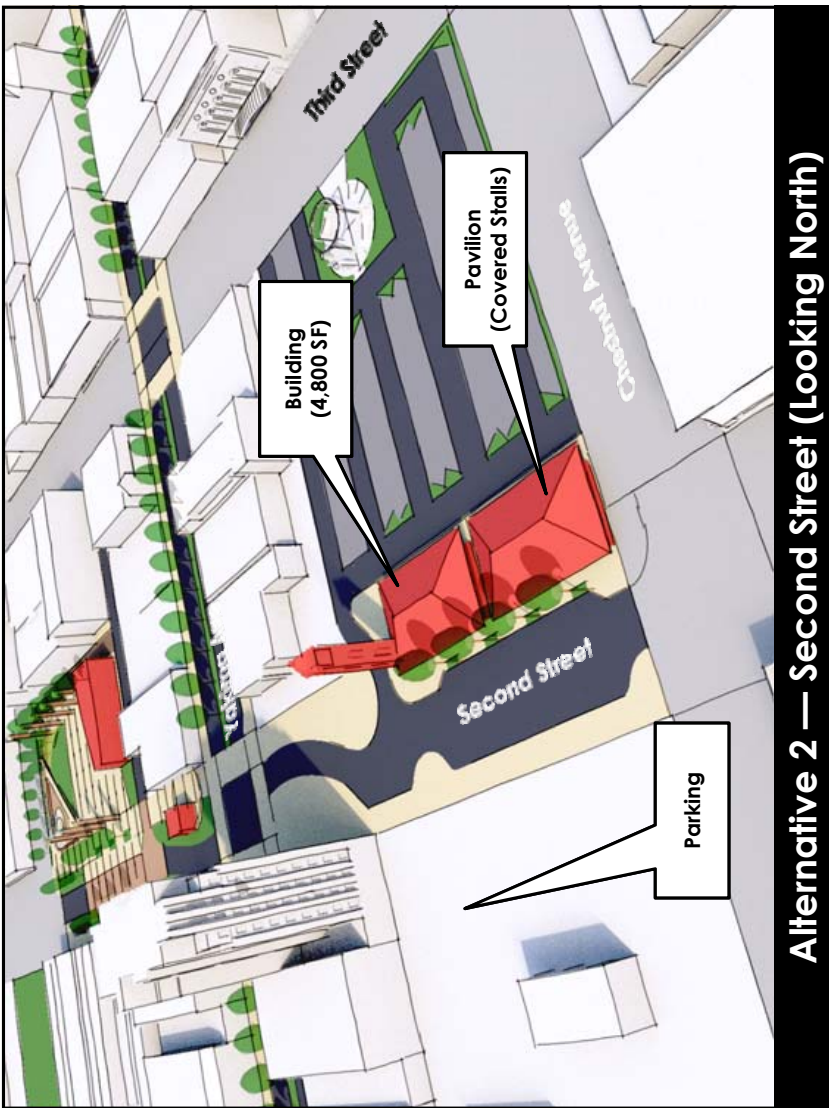 Third Street
Building
(4,800 SF)
Pavilion
(Covered Stalls)
Chestnut Avenue
Second Street
Parking
Alternative 2 — Second Street (Looking North)